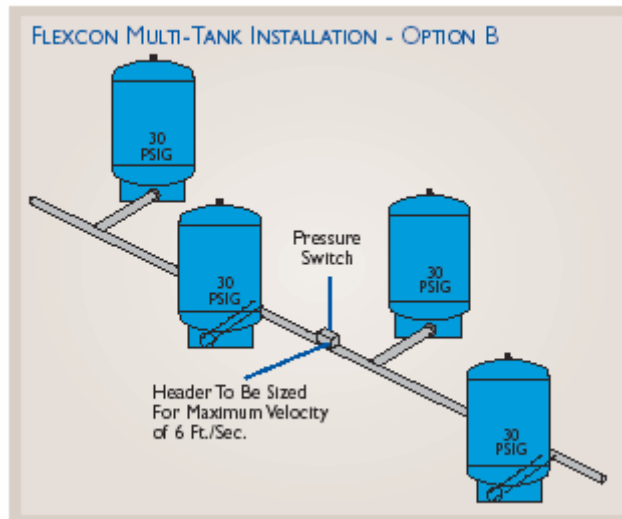 FLEXCON MULTI-TANK INSTALLATION - OPTION B
30
PSIG
30
PSIG
Pressure
Switch
30
PSIG
Header To Be Sized
For Maximum Velocity
of 6 Ft./Sec.
30
PSIG